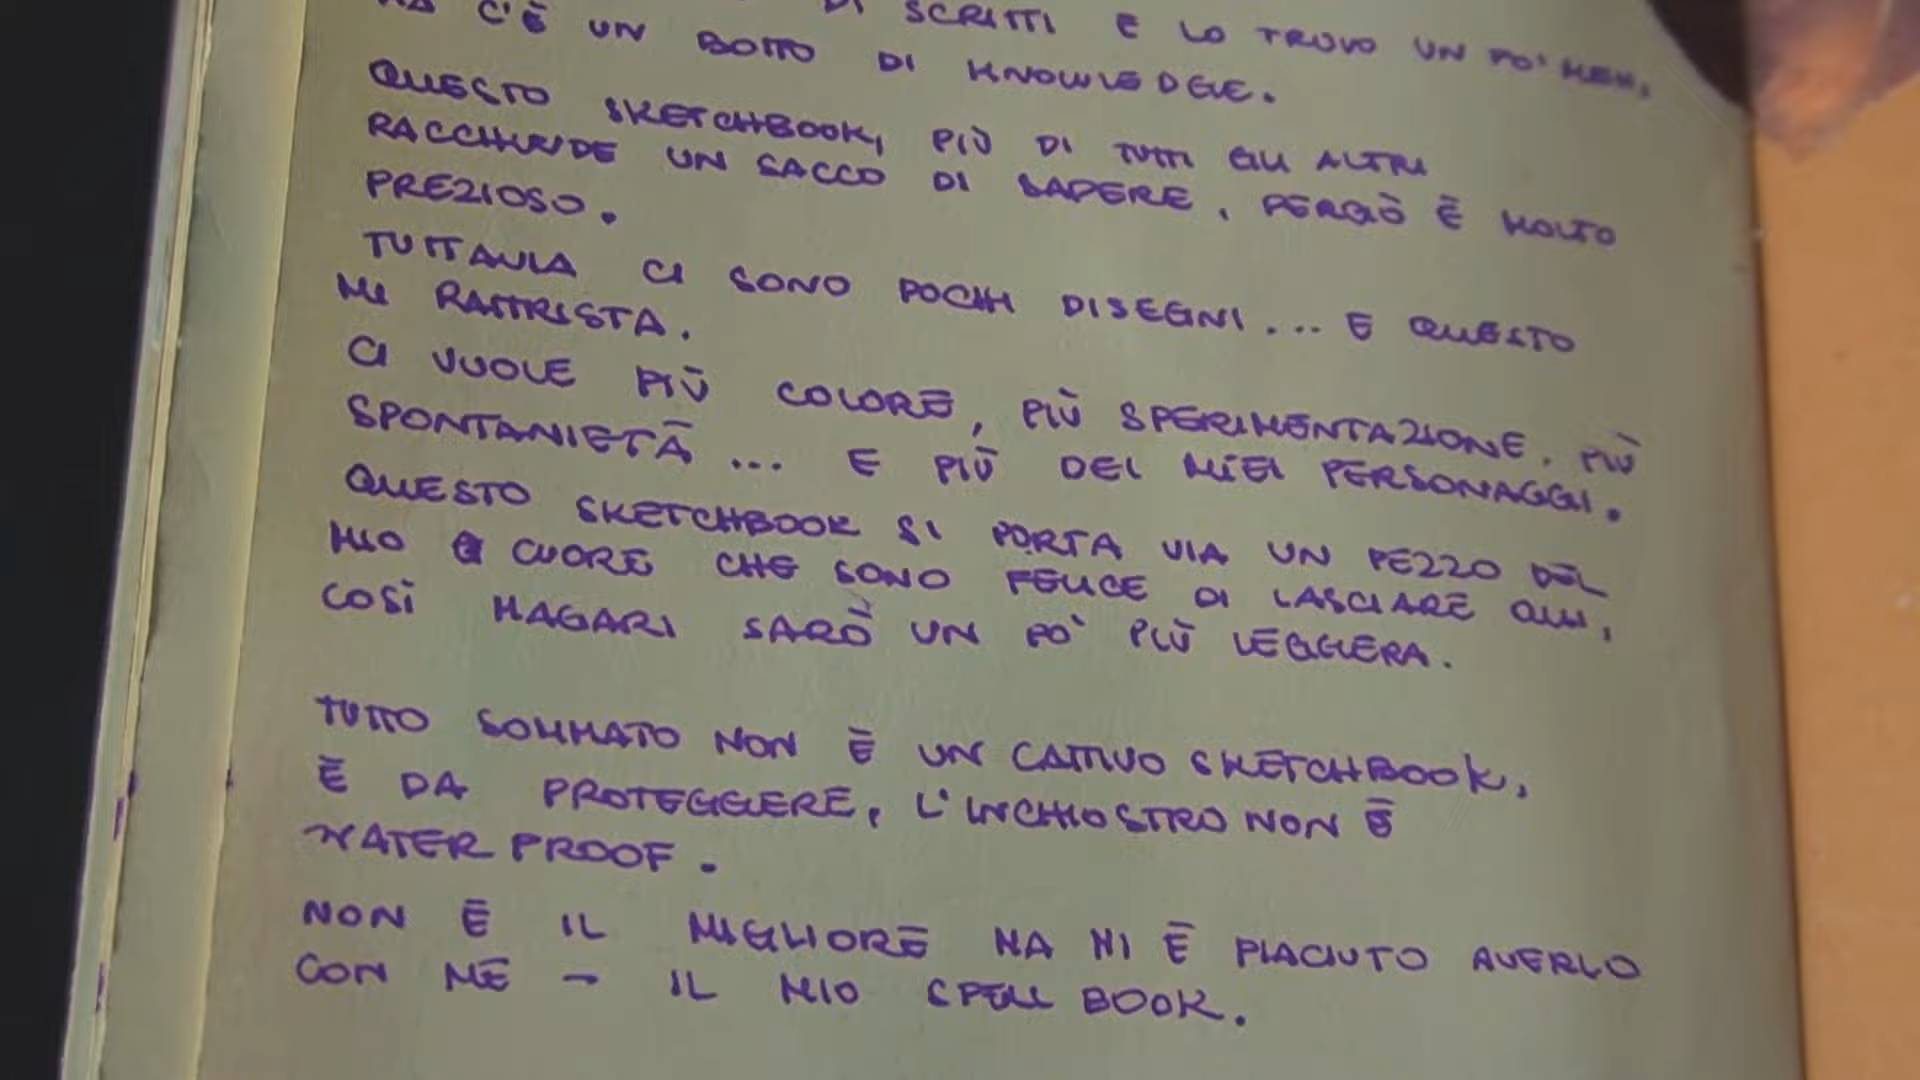 DI SCRITTI E LO TROVO UN PO' MEH,
MA C'È UN BOTTO DI KNOWLEDGE.
QUESTO SKETCHBOOK, PIÙ DI TUTTI GLI ALTRI
RACCHIUDE UN SACCO DI SAPERE, PERCIÒ È MOLTO
PREZIOSO.
TUTTAVIA CI SONO POCHI DISEGNI... E QUESTO
MI RATTRISTA.
CI VUOLE PIÙ COLORE, PIÙ SPERIMENTAZIONE, PIÙ
SPONTANIETÀ... E PIÙ DEI MIEI PERSONAGGI.
QUESTO SKETCHBOOK SI PORTA VIA UN PEZZO DEL
MIO CUORE CHE SONO FELICE DI LASCIARE QUI,
COSÌ MAGARI SARÒ UN PO' PIÙ LEGGERA.
TUTTO SOMMATO NON È UN CATTIVO SKETCHBOOK,
È DA PROTEGGERE, L'INCHIOSTRO NON È
WATER PROOF.
NON È IL MIGLIORE MA MI È PIACIUTO AVERLO
CON ME - IL MIO SPELL BOOK.